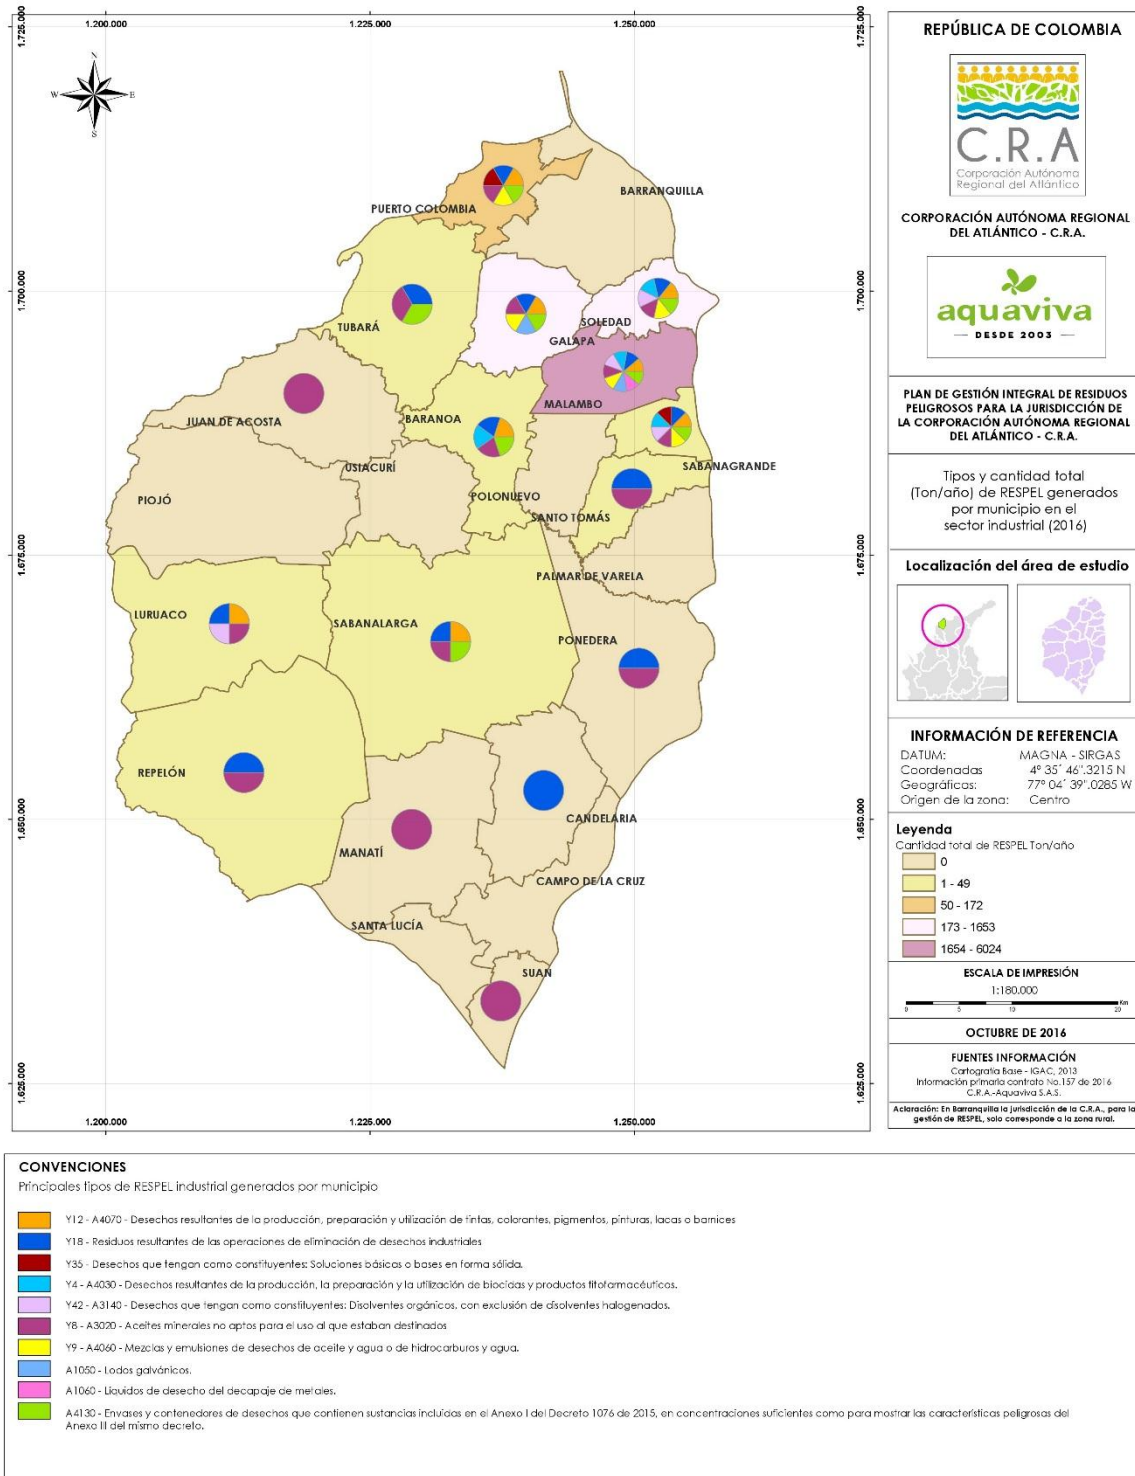 1.200.000
1.225.000
1.250.000
1.725.000
1.725.000
N
W
E
S
BARRANQUILLA
PUERTO COLOMBIA
1.700.000
1.700.000
TUBARÁ
SOLEDAD
GALAPA
MALAMBO
JUAN DE ACOSTA
BARANOA
USIACURÍ
SABANAGRANDE
PIOJÓ
POLONUEVO
SANTO TOMÁS
1.675.000
1.675.000
PALMAR DE VARELA
LURUACO
SABANALARGA
PONEDERA
REPELÓN
1.650.000
1.650.000
CANDELARIA
MANATÍ
CAMPO DE LA CRUZ
SANTA LUCÍA
SUAN
1.625.000
1.625.000
1.200.000
1.225.000
1.250.000
REPÚBLICA DE COLOMBIA
C.R.A
Corporación Autónoma
Regional del Atlántico
CORPORACIÓN AUTÓNOMA REGIONAL
DEL ATLÁNTICO - C.R.A.
aquaviva
DESDE 2003
PLAN DE GESTIÓN INTEGRAL DE RESIDUOS
PELIGROSOS PARA LA JURISDICCIÓN DE
LA CORPORACIÓN AUTÓNOMA REGIONAL
DEL ATLÁNTICO - C.R.A.
Tipos y cantidad total
(Ton/año) de RESPEL generados
por municipio en el
sector industrial (2016)
Localización del área de estudio
INFORMACIÓN DE REFERENCIA
DATUM: MAGNA - SIRGAS
Coordenadas 4º 35´ 46".3215 N
Geográficas: 77º 04´ 39".0285 W
Origen de la zona: Centro
Leyenda
Cantidad total de RESPEL Ton/año
0
1 - 49
50 - 172
173 - 1653
1654 - 6024
ESCALA DE IMPRESIÓN
1:180.000
Km
0 5 10 20
OCTUBRE DE 2016
FUENTES INFORMACIÓN
Cartografía Base - IGAC, 2013
Información primaria contrato No.157 de 2016
C.R.A.-Aquaviva S.A.S.
Aclaración: En Barranquilla la jurisdicción de la C.R.A., para la
gestión de RESPEL, solo corresponde a la zona rural.
CONVENCIONES
Principales tipos de RESPEL industrial generados por municipio
Y12 - A4070 - Desechos resultantes de la producción, preparación y utilización de tintas, colorantes, pigmentos, pinturas, lacas o barnices
Y18 - Residuos resultantes de las operaciones de eliminación de desechos industriales
Y35 - Desechos que tengan como constituyentes: Soluciones básicas o bases en forma sólida.
Y4 - A4030 - Desechos resultantes de la producción, la preparación y la utilización de biocidas y productos fitofarmacéuticos.
Y42 - A3140 - Desechos que tengan como constituyentes: Disolventes orgánicos, con exclusión de disolventes halogenados.
Y8 - A3020 - Aceites minerales no aptos para el uso al que estaban destinados
Y9 - A4060 - Mezclas y emulsiones de desechos de aceite y agua o de hidrocarburos y agua.
A1050 - Lodos galvánicos.
A1060 - Líquidos de desecho del decapaje de metales.
A4130 - Envases y contenedores de desechos que contienen sustancias incluidas en el Anexo I del Decreto 1076 de 2015, en concentraciones suficientes como para mostrar las características peligrosas del
Anexo III del mismo decreto.